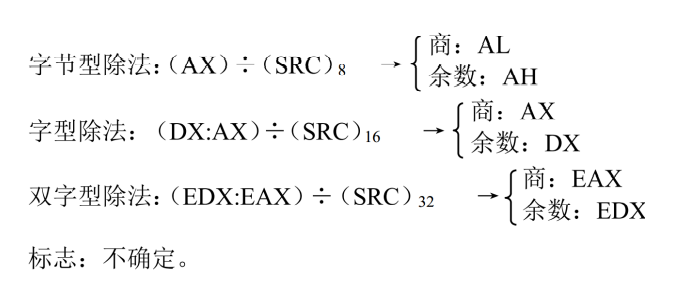 字节型除法：（AX）÷（SRC）8 → { 商：AL
余数：AH
字型除法：（DX:AX）÷（SRC）16 → { 商：AX
余数：DX
双字型除法：（EDX:EAX）÷（SRC）32 → { 商：EAX
余数：EDX
标志：不确定。